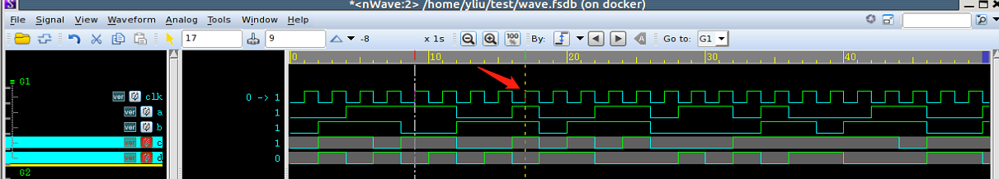 *<nWave:2> /home/yliu/test/wave.fsdb (on docker)
File Signal View Waveform Analog Tools Window Help
17 9 -8 x 1s 100% By: Go to: G1
0 10 20 30 40
G1
ver clk 0 -> 1
ver a 1
ver b 1
ver c 1
ver d 0
G2